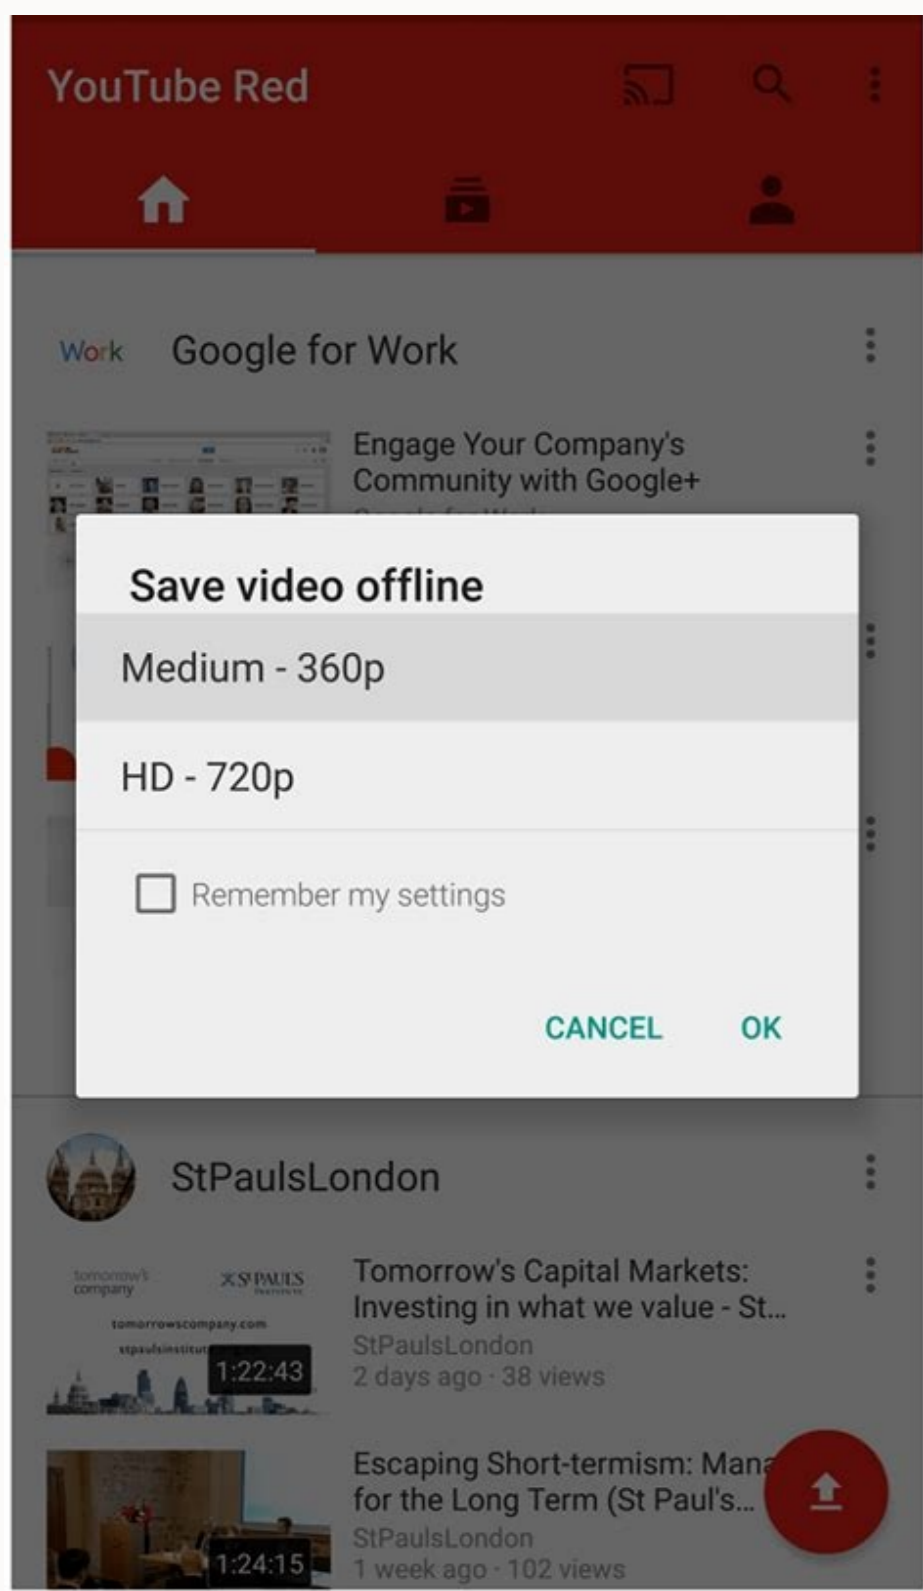 YouTube Red
Work
Google for Work
Engage Your Company's
Community with Google+
Save video offline
Medium - 360p
HD - 720p
Remember my settings
CANCEL
OK
StPaulsLondon
tomorrow's
company
ST PAULS
INSTITUTE
tomorrowscompany.com
1:22:43
Tomorrow's Capital Markets:
Investing in what we value - St...
StPaulsLondon
2 days ago · 38 views
1:24:15
Escaping Short-termism: Mana
for the Long Term (St Paul's...
StPaulsLondon
1 week ago · 102 views